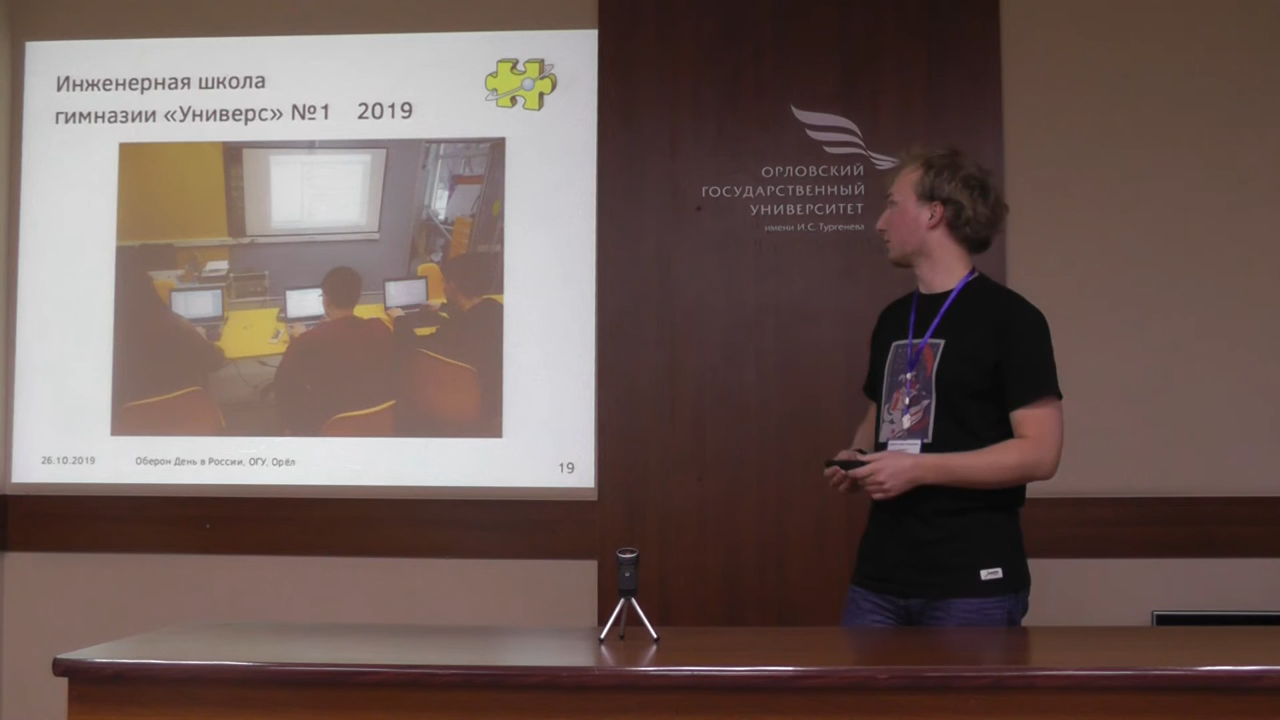 Инженерная школа
гимназии «Универс» №1 2019
26.10.2019 Оберон День в России, ОГУ, Орёл 19
ОРЛОВСКИЙ
ГОСУДАРСТВЕННЫЙ
УНИВЕРСИТЕТ
имени И.С. Тургенева